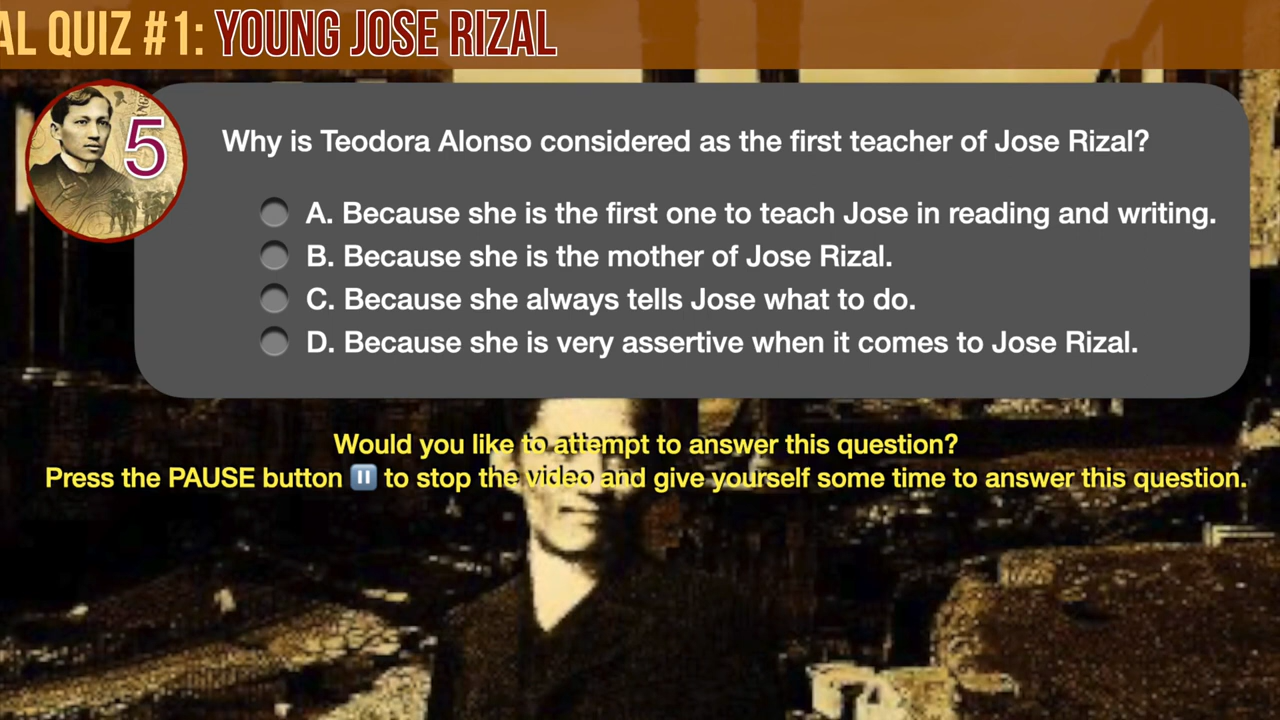 AL QUIZ #1: YOUNG JOSE RIZAL
5
Why is Teodora Alonso considered as the first teacher of Jose Rizal?
A. Because she is the first one to teach Jose in reading and writing.
B. Because she is the mother of Jose Rizal.
C. Because she always tells Jose what to do.
D. Because she is very assertive when it comes to Jose Rizal.
Would you like to attempt to answer this question?
Press the PAUSE button ⏸️ to stop the video and give yourself some time to answer this question.